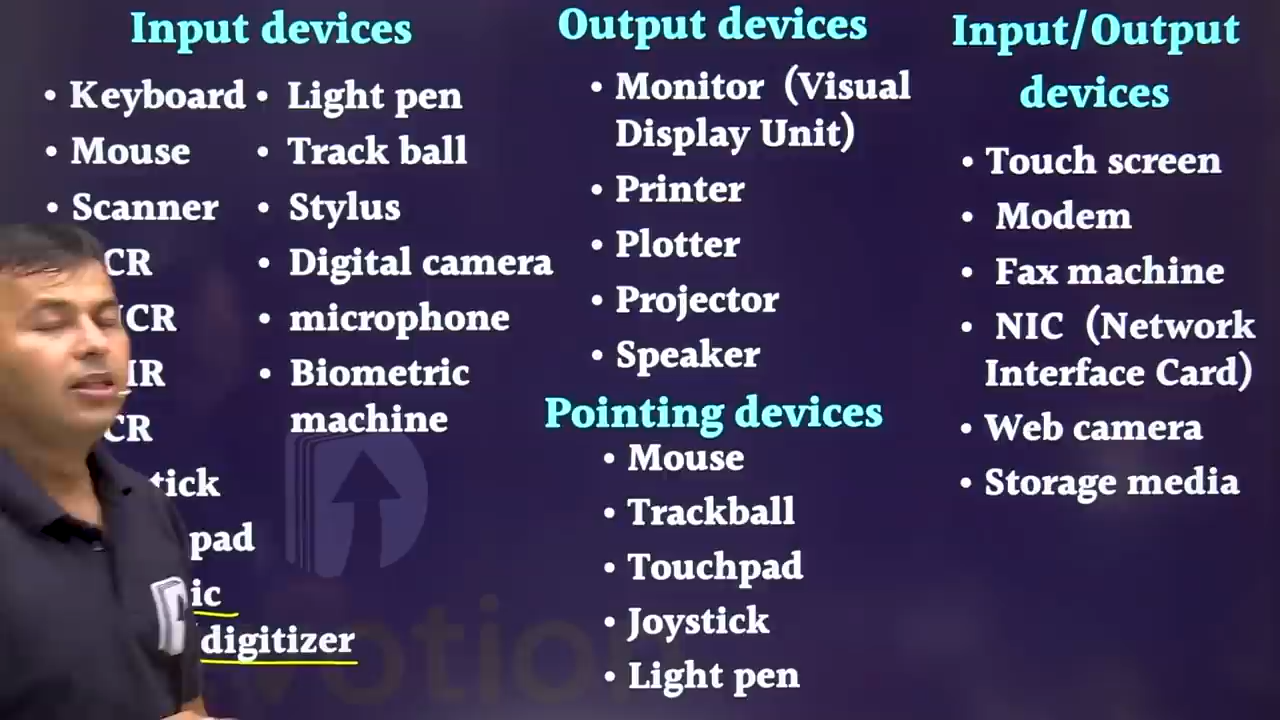 Input devices
• Keyboard
• Mouse
• Scanner
CR
CR
IR
CR
tick
pad
ic
digitizer
• Light pen
• Track ball
• Stylus
• Digital camera
• microphone
• Biometric
machine
Output devices
• Monitor (Visual
Display Unit)
• Printer
• Plotter
• Projector
• Speaker
Pointing devices
• Mouse
• Trackball
• Touchpad
• Joystick
• Light pen
Input/Output
devices
• Touch screen
• Modem
• Fax machine
• NIC (Network
Interface Card)
• Web camera
• Storage media